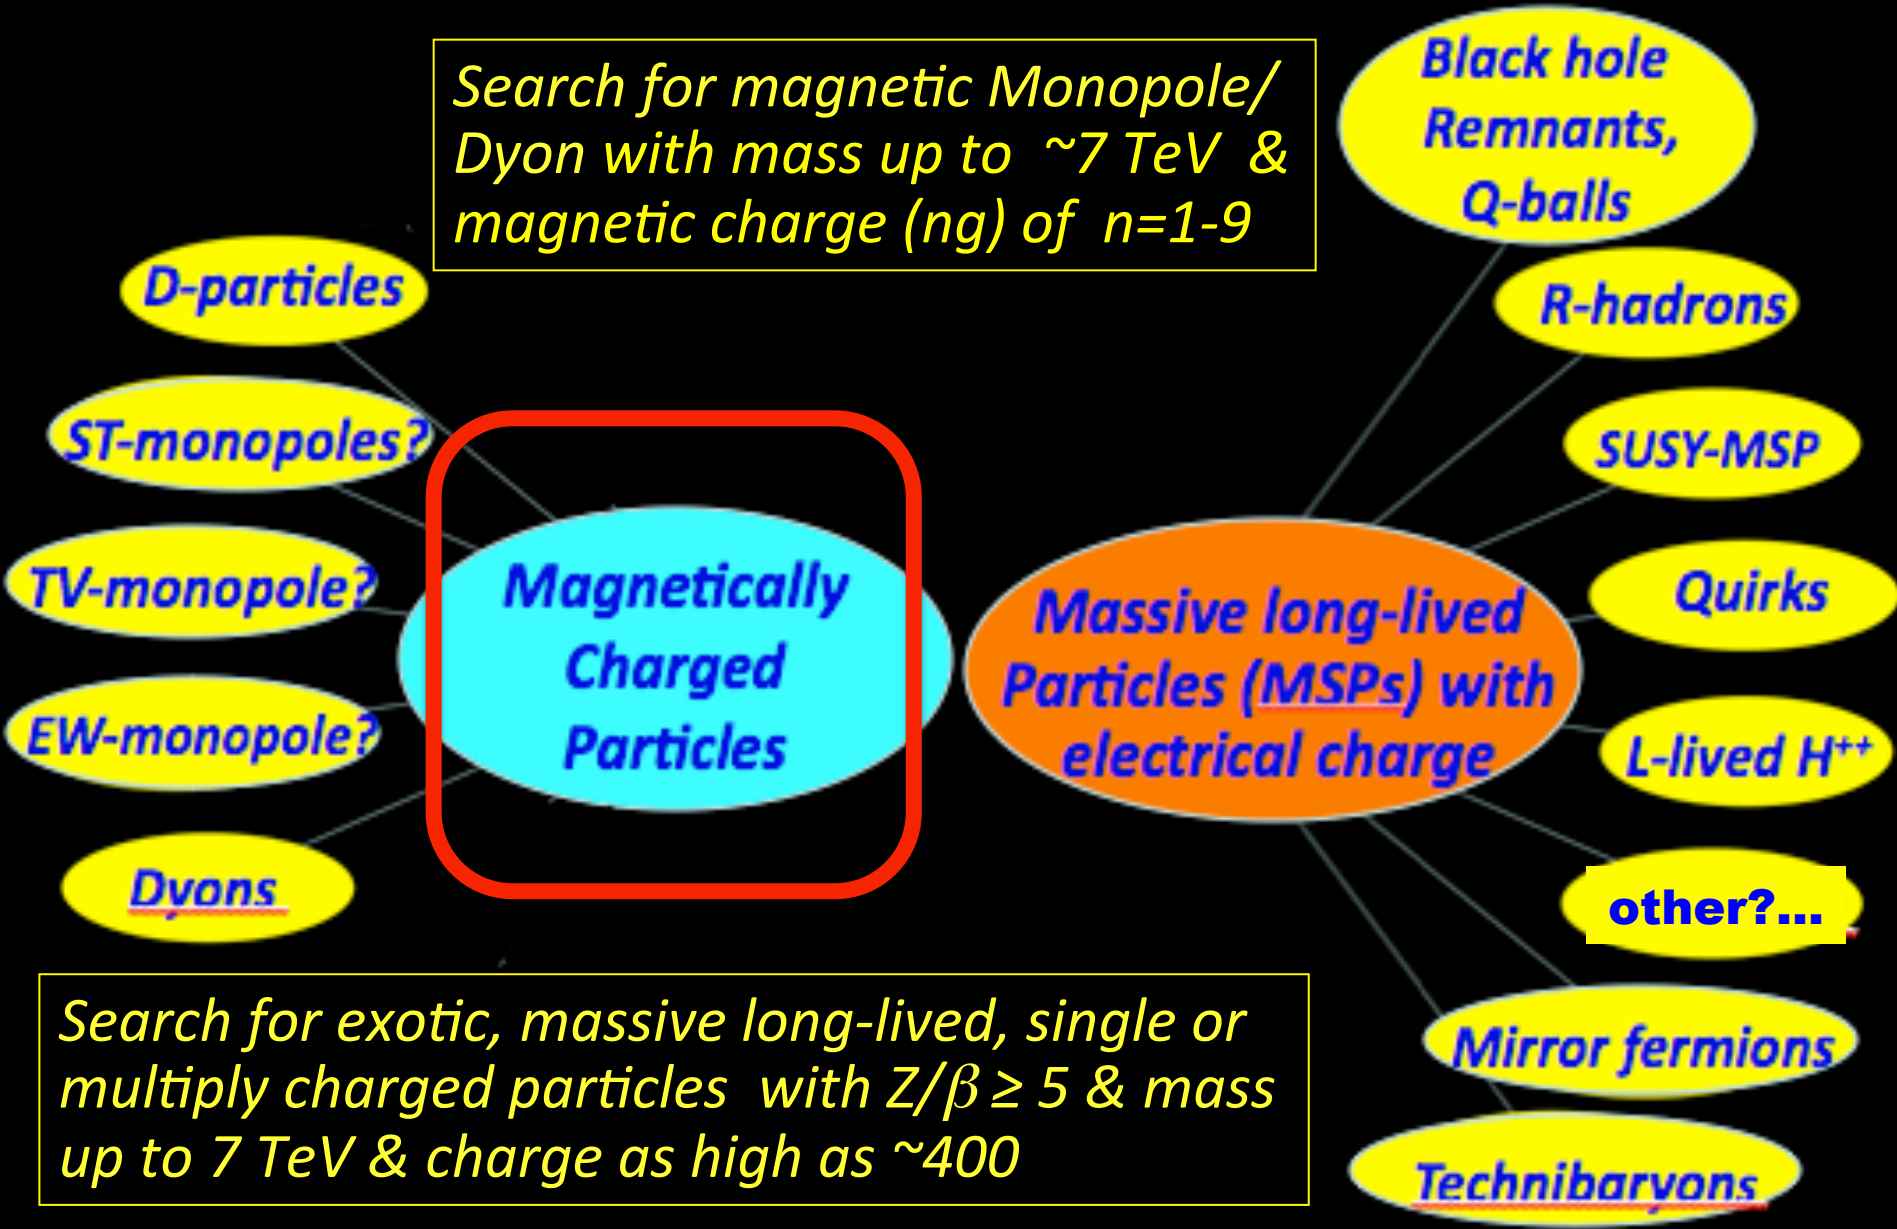 Search for magnetic Monopole/
Dyon with mass up to ~7 TeV &
magnetic charge (ng) of n=1-9
D-particles
ST-monopoles?
TV-monopole?
EW-monopole?
Dyons
Magnetically
Charged
Particles
Massive long-lived
Particles (MSPs) with
electrical charge
Black hole
Remnants,
Q-balls
R-hadrons
SUSY-MSP
Quirks
L-lived H⁺⁺
other?...
Mirror fermions
Technibaryons
Search for exotic, massive long-lived, single or
multiply charged particles with Z/β ≥ 5 & mass
up to 7 TeV & charge as high as ~400